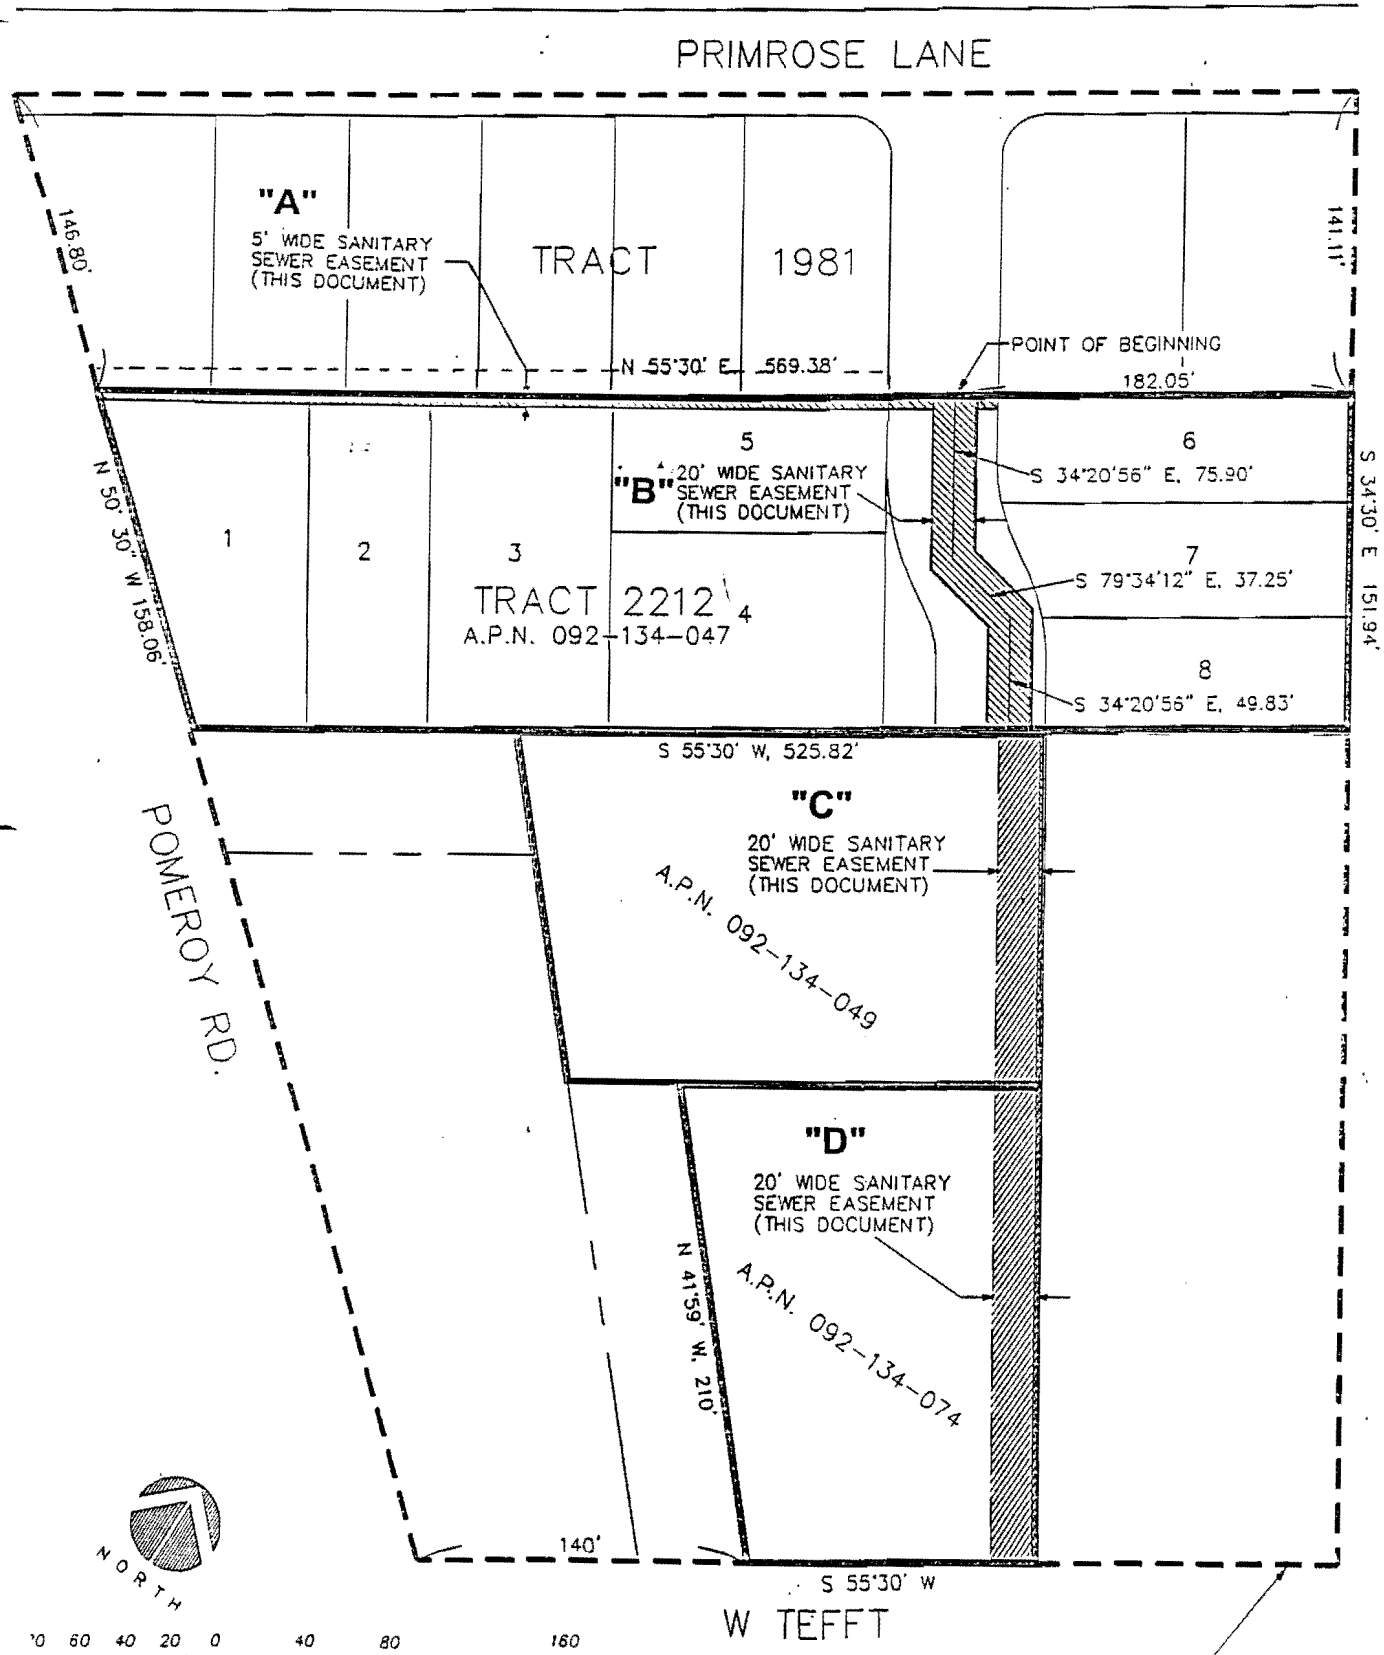 PRIMROSE LANE
"A"
5' WIDE SANITARY
SEWER EASEMENT
(THIS DOCUMENT)
TRACT 1981
146.80'
141.11'
POINT OF BEGINNING
N 55°30' E 569.38'
182.05'
5
6
"B"
20' WIDE SANITARY
SEWER EASEMENT
(THIS DOCUMENT)
S 34°20'56" E, 75.90'
N 50' 30" W 158.06'
S 34°30' E 151.94'
1
2
3
7
S 79°34'12" E, 37.25'
TRACT 2212
4
A.P.N. 092-134-047
8
S 34°20'56" E, 49.83'
S 55°30' W, 525.82'
"C"
20' WIDE SANITARY
SEWER EASEMENT
(THIS DOCUMENT)
A.P.N. 092-134-049
POMEROY RD.
"D"
20' WIDE SANITARY
SEWER EASEMENT
(THIS DOCUMENT)
N 41°59' W, 210'
A.P.N. 092-134-074
140'
S 55°30' W
W TEFFT
NORTH
60 40 20 0 40 80 160